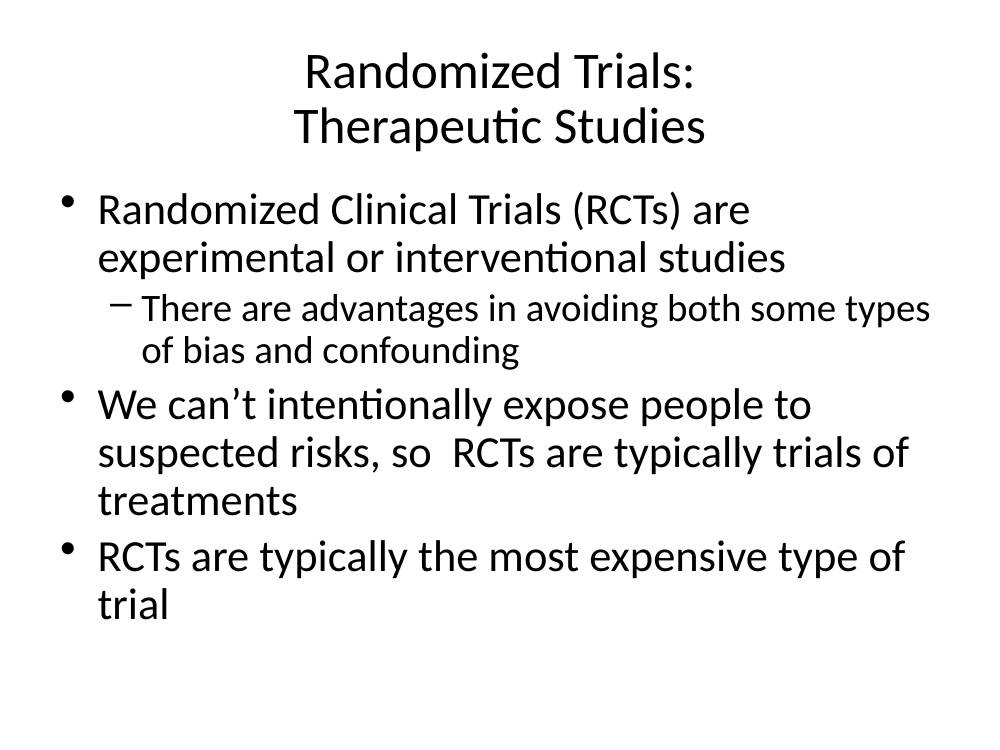 Randomized Trials:
Therapeutic Studies
• Randomized Clinical Trials (RCTs) are
experimental or interventional studies
– There are advantages in avoiding both some types
of bias and confounding
• We can’t intentionally expose people to
suspected risks, so  RCTs are typically trials of
treatments
• RCTs are typically the most expensive type of
trial